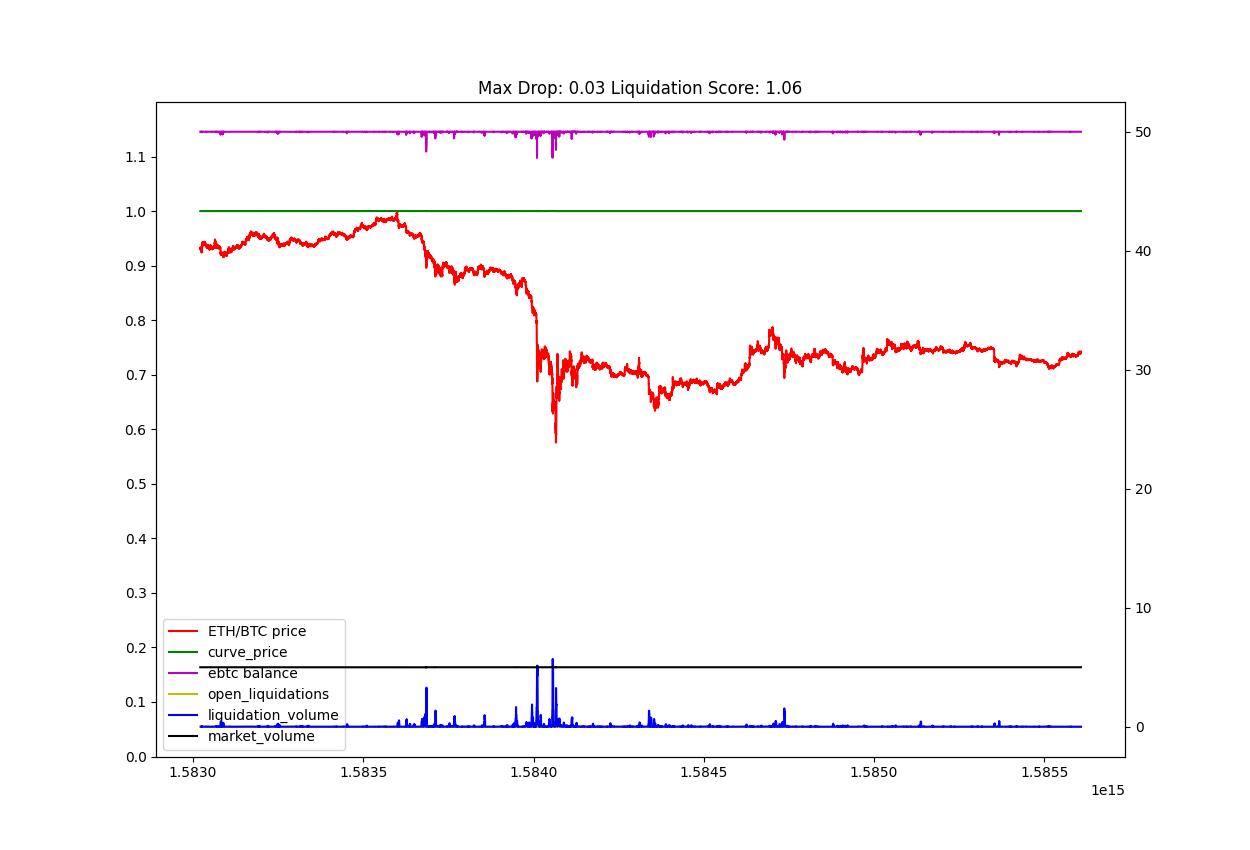 Max Drop: 0.03 Liquidation Score: 1.06
1.1
1.0
0.9
0.8
0.7
0.6
0.5
0.4
0.3
0.2
0.1
0.0
50
40
30
20
10
0
ETH/BTC price
curve_price
ebtc balance
open_liquidations
liquidation_volume
market_volume
1.5830 1.5835 1.5840 1.5845 1.5850 1.5855
1e15